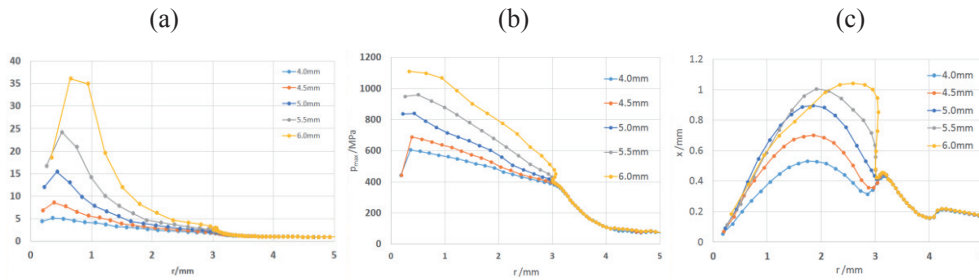 (a) (b) (c)
40
35
30
25
20
15
10
5
0
0 1 2 3 4 5
r/mm
4.0mm
4.5mm
5.0mm
5.5mm
6.0mm
1200
1000
800
600
400
200
0
0 1 2 3 4 5
pmax /MPa
r/mm
4.0mm
4.5mm
5.0mm
5.5mm
6.0mm
1.2
1
0.8
0.6
0.4
0.2
0
0 1 2 3 4
x /mm
r/mm
4.0mm
4.5mm
5.0mm
5.5mm
6.0mm